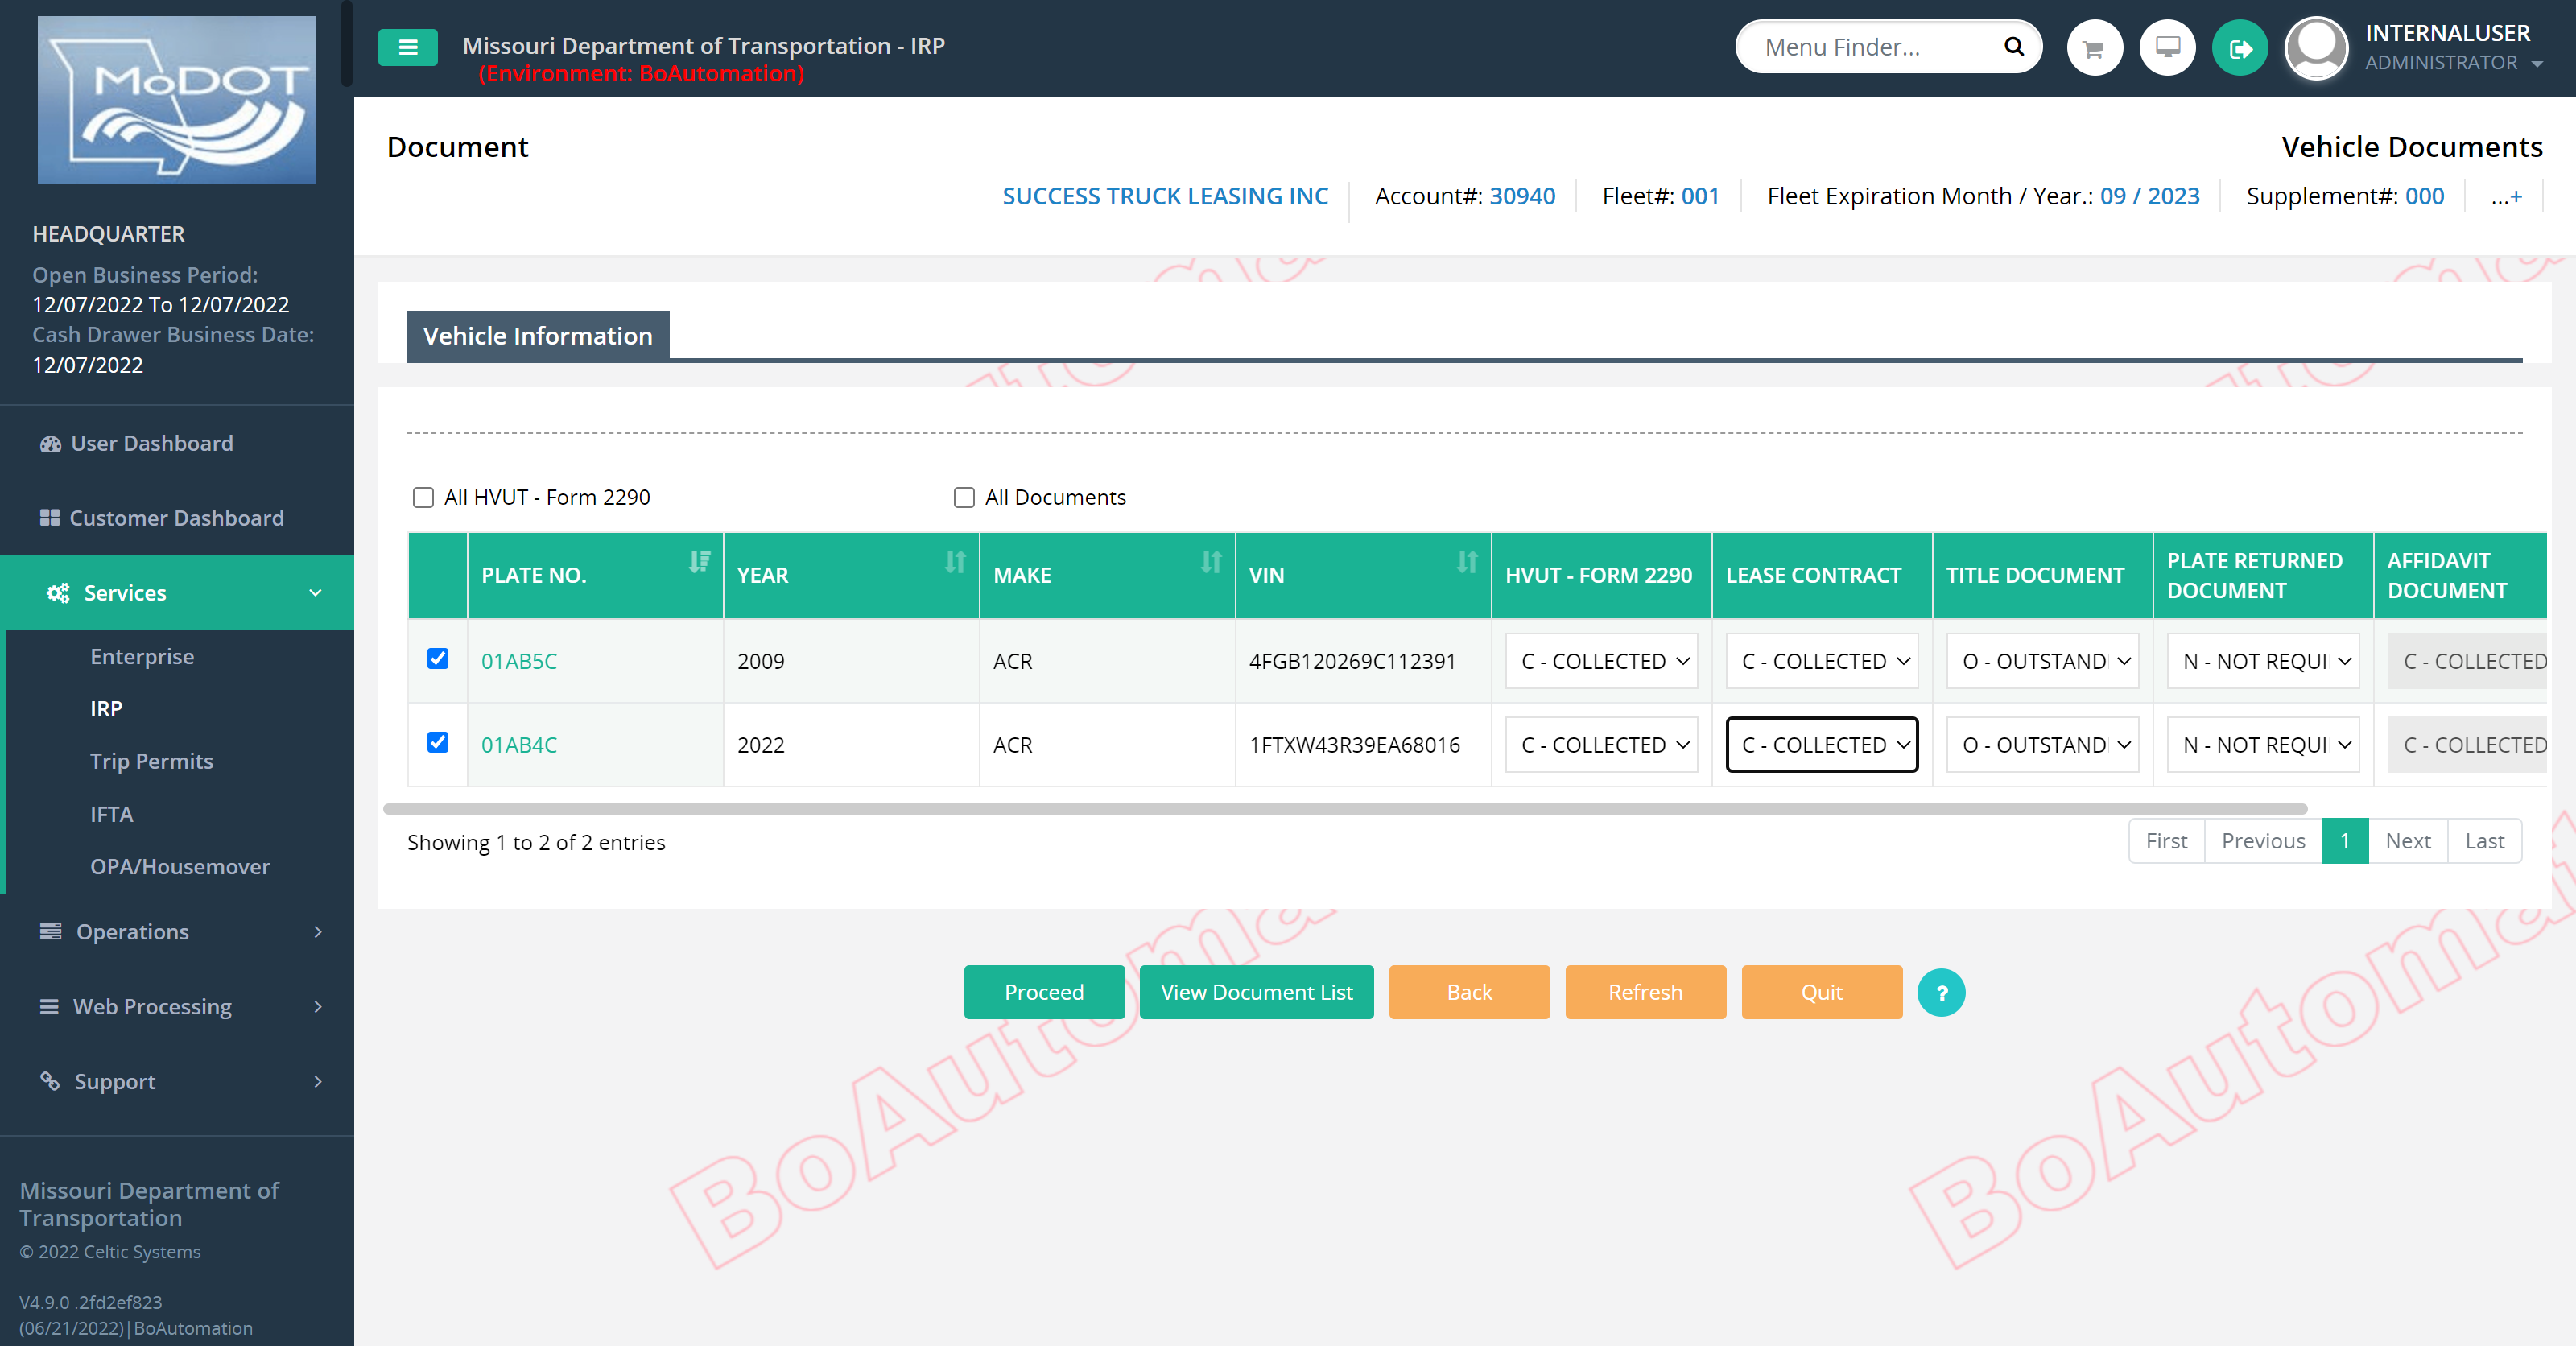 MoDOT
HEADQUARTER
Open Business Period:
12/07/2022 To 12/07/2022
Cash Drawer Business Date:
12/07/2022
User Dashboard
Customer Dashboard
Services
Enterprise
IRP
Trip Permits
IFTA
OPA/Housemover
Operations
Web Processing
Support
Missouri Department of
Transportation
© 2022 Celtic Systems
V4.9.0 .2fd2ef823
(06/21/2022)|BoAutomation
Missouri Department of Transportation - IRP
(Environment: BoAutomation)
Menu Finder...
INTERNALUSER
ADMINISTRATOR
Document
Vehicle Documents
SUCCESS TRUCK LEASING INC Account#: 30940 Fleet#: 001 Fleet Expiration Month / Year.: 09 / 2023 Supplement#: 000 ...+
Vehicle Information
All HVUT - Form 2290 All Documents
PLATE NO. YEAR MAKE VIN HVUT - FORM 2290 LEASE CONTRACT TITLE DOCUMENT PLATE RETURNED DOCUMENT AFFIDAVIT DOCUMENT
01AB5C 2009 ACR 4FGB120269C112391 C - COLLECTED C - COLLECTED O - OUTSTAND N - NOT REQUI C - COLLECTED
01AB4C 2022 ACR 1FTXW43R39EA68016 C - COLLECTED C - COLLECTED O - OUTSTAND N - NOT REQUI C - COLLECTED
Showing 1 to 2 of 2 entries
First Previous 1 Next Last
Proceed View Document List Back Refresh Quit ?
BoAutoma
BoAutomat